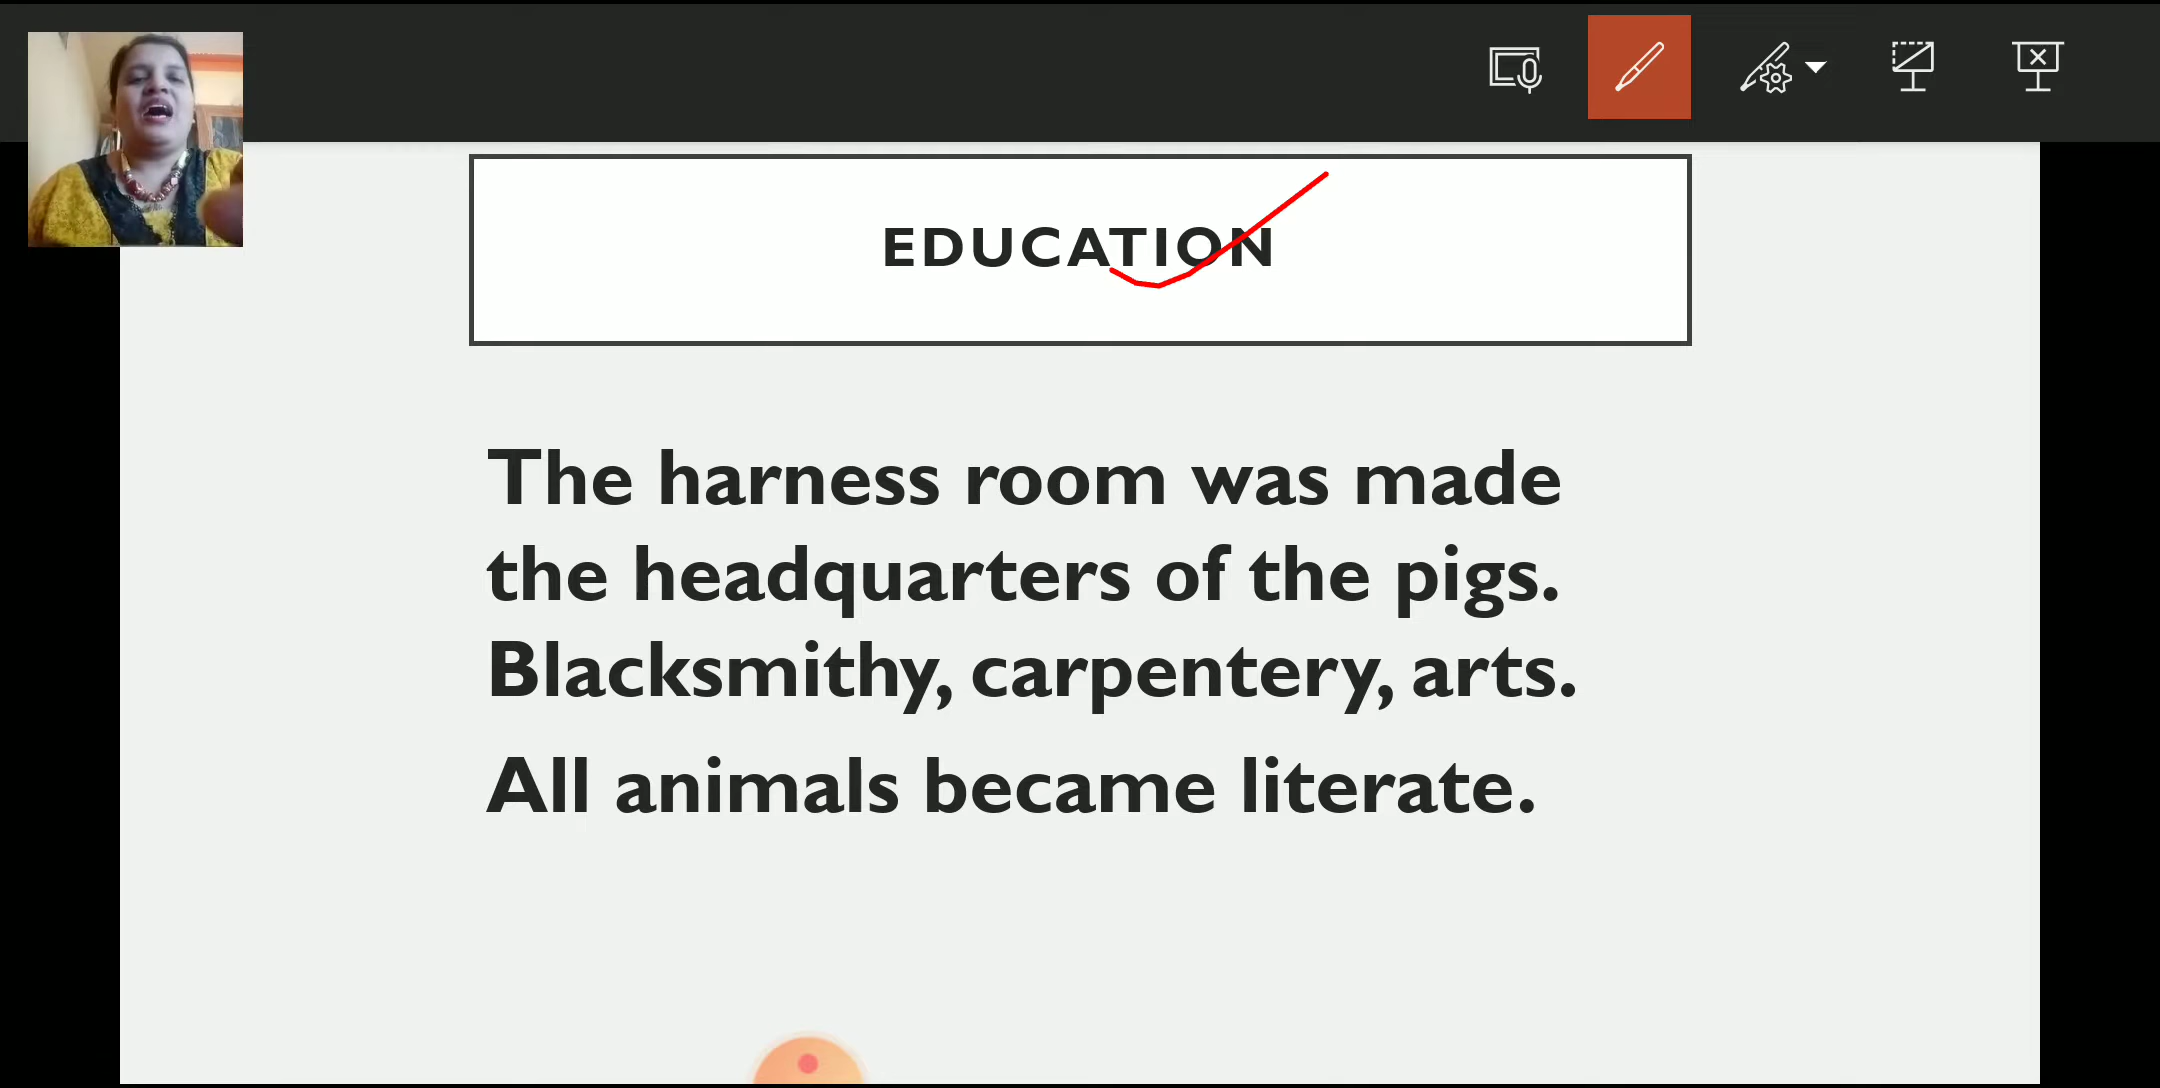 EDUCATION
The harness room was made
the headquarters of the pigs.
Blacksmithy, carpentery, arts.
All animals became literate.